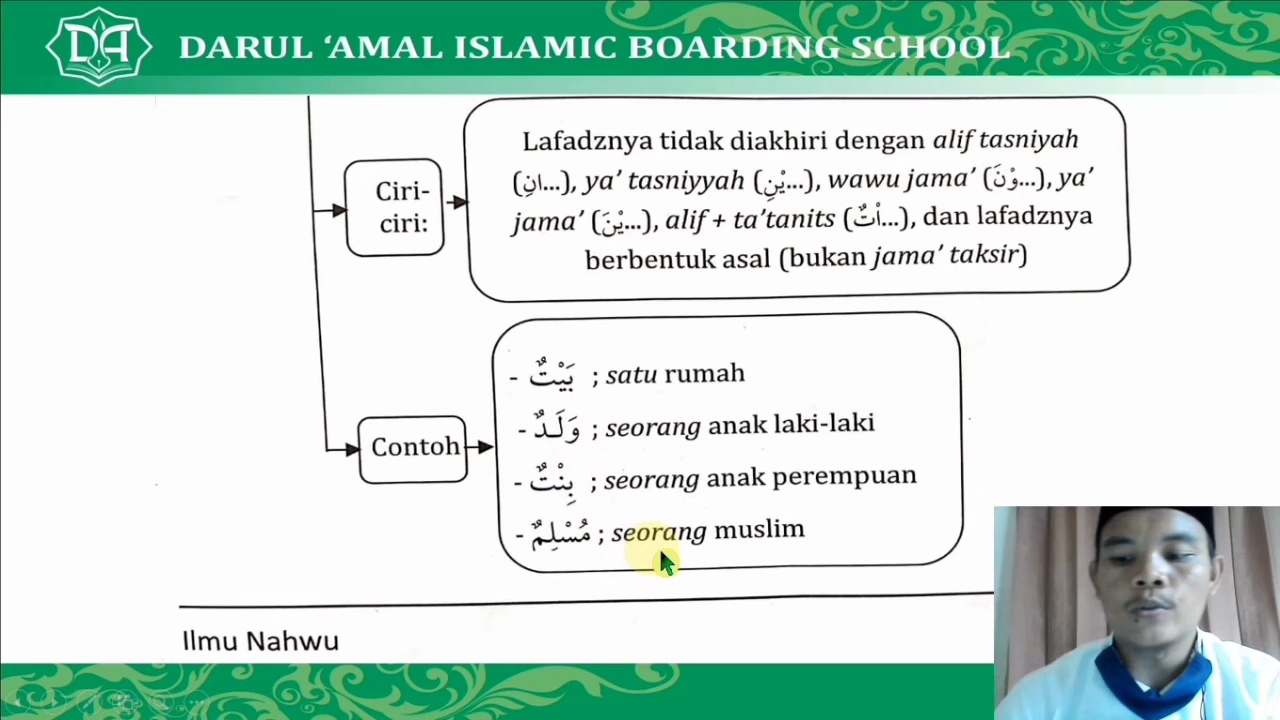 DA
DARUL ‘AMAL ISLAMIC BOARDING SCHOOL
Ciri-
ciri:
Lafadznya tidak diakhiri dengan alif tasniyah
(...انِ), ya’ tasniyyah (...يْنِ), wawu jama’ (...وْنَ), ya’
jama’ (...يْنَ), alif + ta’tanits (...اتٌ), dan lafadznya
berbentuk asal (bukan jama’ taksir)
Contoh
- بَيْتٌ ; satu rumah
- وَلَدٌ ; seorang anak laki-laki
- بِنْتٌ ; seorang anak perempuan
- مُسْلِمٌ ; seorang muslim
Ilmu Nahwu